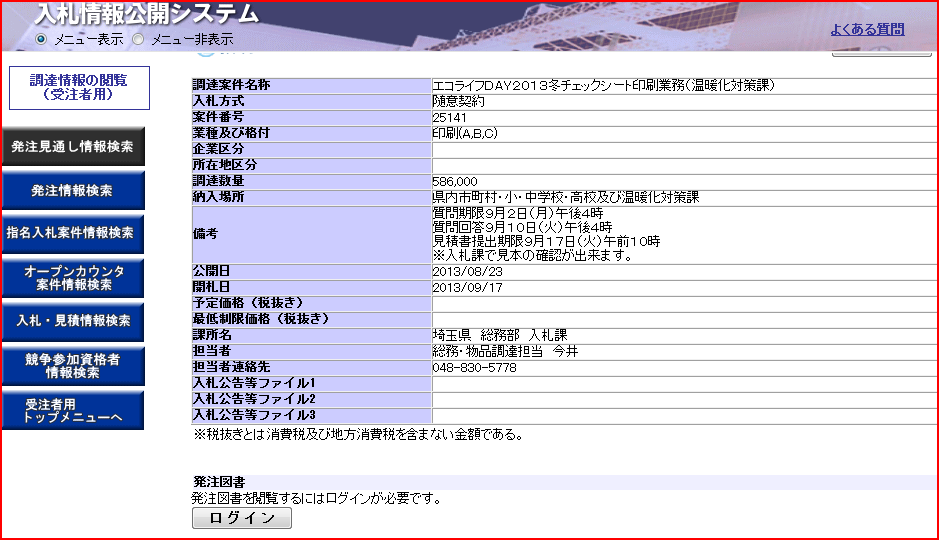 入札情報公開システム
メニュー表示 メニュー非表示
よくある質問
調達情報の閲覧
（受注者用）
発注見通し情報検索
発注情報検索
指名入札案件情報検索
オープンカウンタ
案件情報検索
入札・見積情報検索
競争参加資格者
情報検索
受注者用
トップメニューへ
調達案件名称 エコライフDAY2013冬チェックシート印刷業務（温暖化対策課）
入札方式 随意契約
案件番号 25141
業種及び格付 印刷(A,B,C)
企業区分
所在地区分
調達数量 586,000
納入場所 県内市町村・小・中学校・高校及び温暖化対策課
備考
質問期限9月2日（月）午後4時
質問回答9月10日（火）午後4時
見積書提出期限9月17日（火）午前10時
※入札課で見本の確認が出来ます。
公開日 2013/08/23
開札日 2013/09/17
予定価格（税抜き）
最低制限価格（税抜き）
課所名 埼玉県 総務部 入札課
担当者 総務・物品調達担当 今井
担当者連絡先 048-830-5778
入札公告等ファイル1
入札公告等ファイル2
入札公告等ファイル3
※税抜きとは消費税及び地方消費税を含まない金額である。
発注図書
発注図書を閲覧するにはログインが必要です。
ログイン